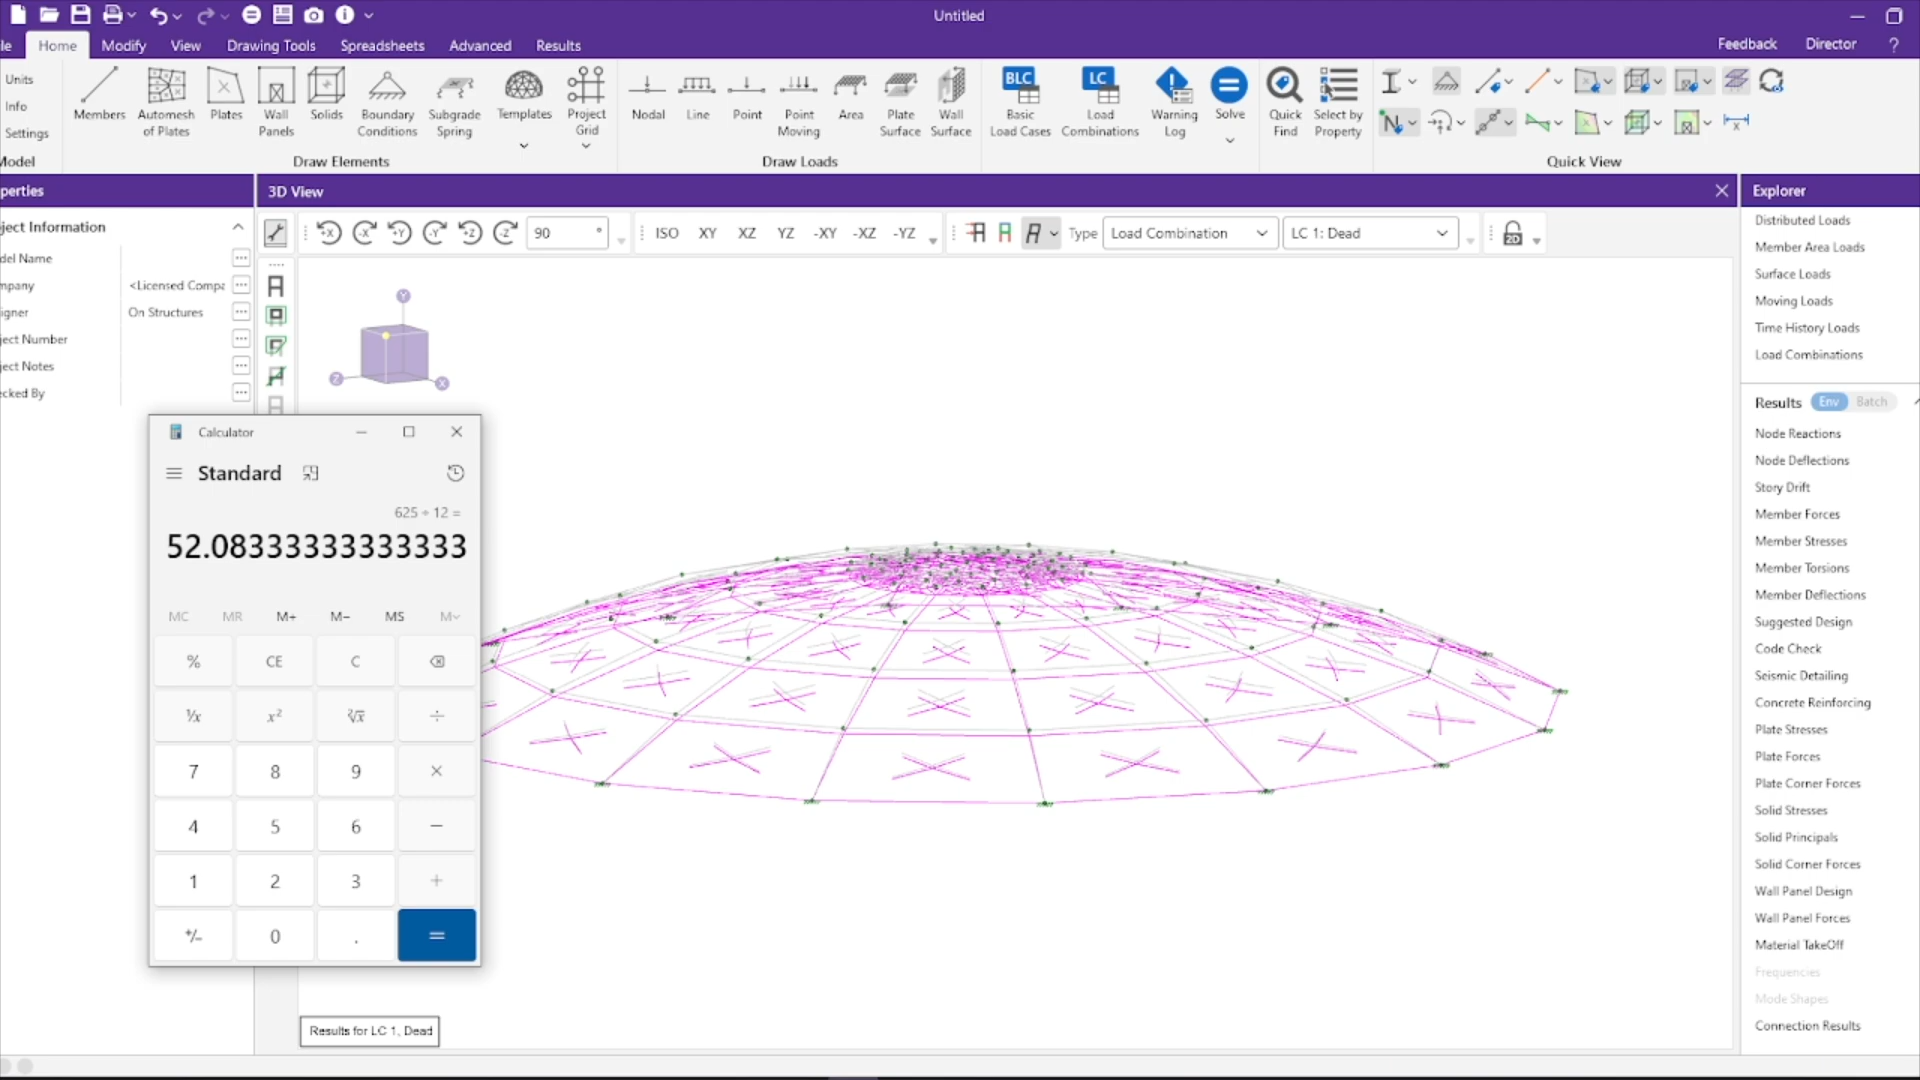 Untitled
le Home Modify View Drawing Tools Spreadsheets Advanced Results Feedback Director ?
Units
Info
Settings
Model
Members
Automesh of Plates
Plates
Wall Panels
Solids
Boundary Conditions
Subgrade Spring
Templates
Project Grid
Draw Elements
Nodal
Line
Point
Point Moving
Area
Plate Surface
Wall Surface
Draw Loads
BLC
Basic Load Cases
LC
Load Combinations
Warning Log
Solve
Quick Find
Select by Property
N
Quick View
perties
3D View
Explorer
ject Information
del Name
mpany <Licensed Compa
igner On Structures
ject Number
ject Notes
ecked By
+X -X +Y -Y +Z -Z 90 ° ISO XY XZ YZ -XY -XZ -YZ Type Load Combination LC 1: Dead 2D
Y
Z
X
Calculator
Standard
625 ÷ 12 =
52.08333333333333
MC MR M+ M− MS M
% CE C
⅟x x² ²√x ÷
7 8 9 ×
4 5 6 −
1 2 3 +
+/− 0 . =
Results for LC 1, Dead
Distributed Loads
Member Area Loads
Surface Loads
Moving Loads
Time History Loads
Load Combinations
Results Env Batch
Node Reactions
Node Deflections
Story Drift
Member Forces
Member Stresses
Member Torsions
Member Deflections
Suggested Design
Code Check
Seismic Detailing
Concrete Reinforcing
Plate Stresses
Plate Forces
Plate Corner Forces
Solid Stresses
Solid Principals
Solid Corner Forces
Wall Panel Design
Wall Panel Forces
Material TakeOff
Frequencies
Mode Shapes
Connection Results